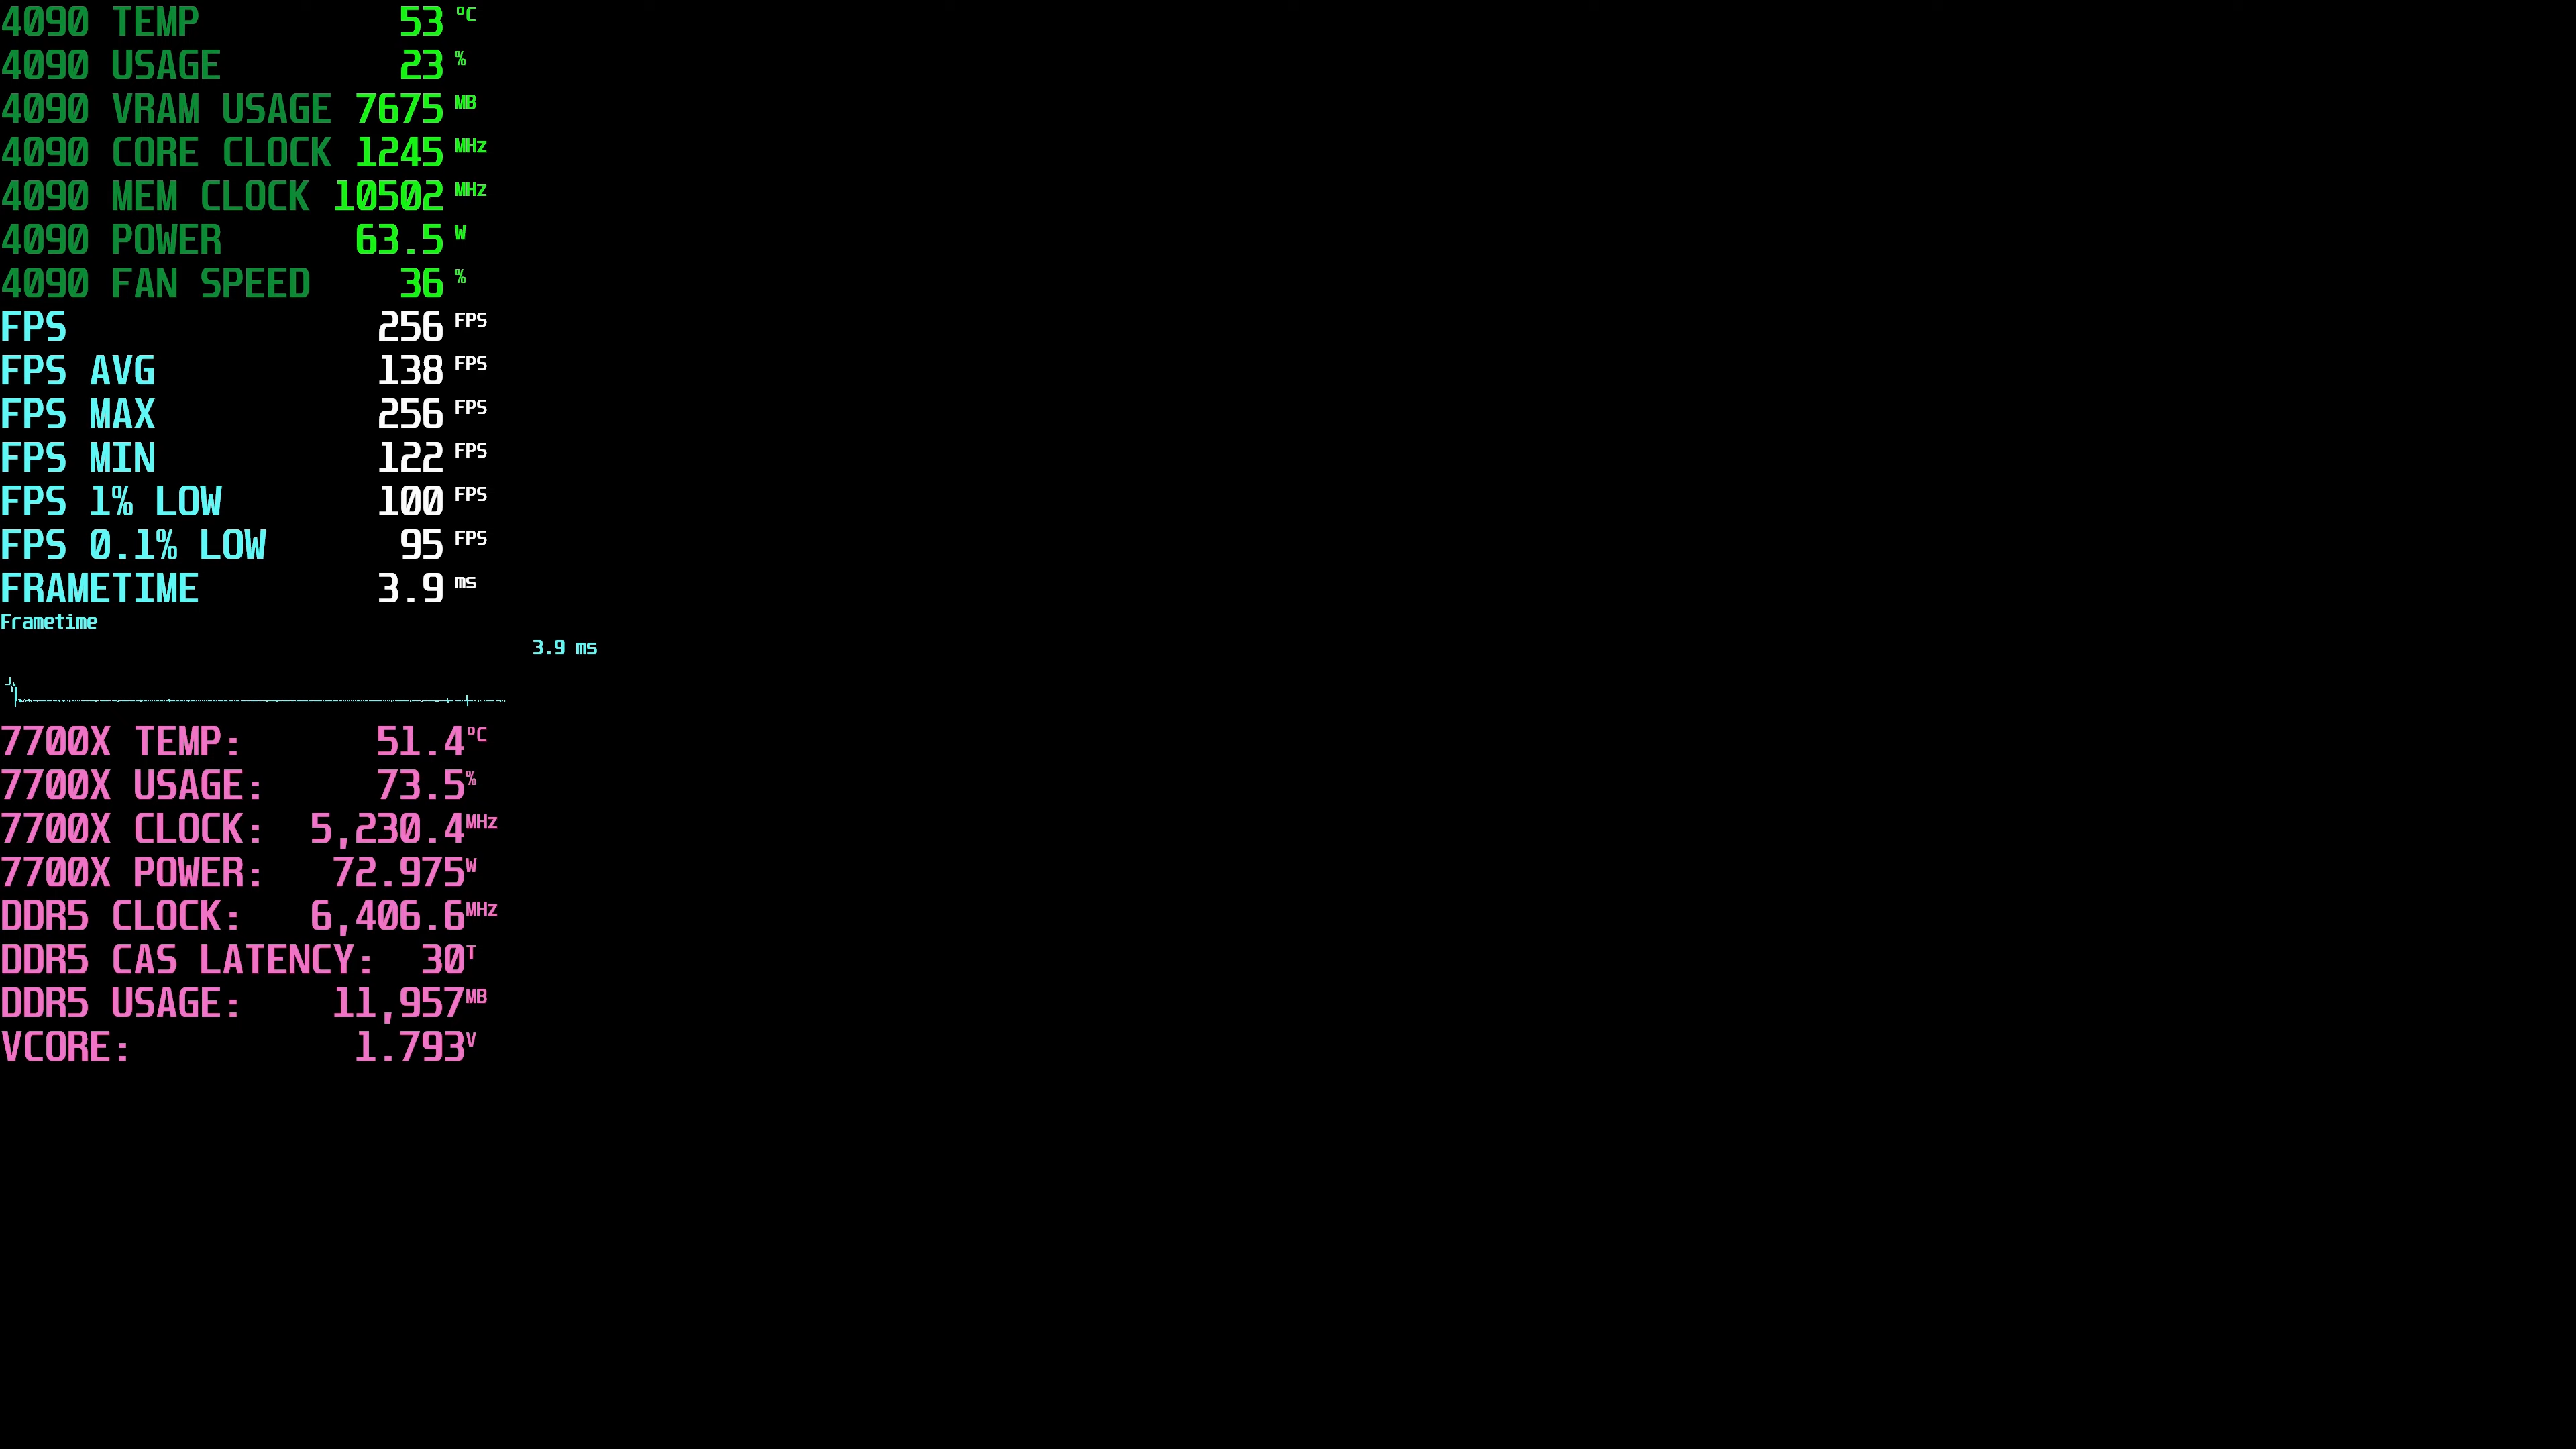 4090 TEMP 53 °C
4090 USAGE 23 %
4090 VRAM USAGE 7675 MB
4090 CORE CLOCK 1245 MHz
4090 MEM CLOCK 10502 MHz
4090 POWER 63.5 W
4090 FAN SPEED 36 %
FPS 256 FPS
FPS AVG 138 FPS
FPS MAX 256 FPS
FPS MIN 122 FPS
FPS 1% LOW 100 FPS
FPS 0.1% LOW 95 FPS
FRAMETIME 3.9 ms
Frametime
3.9 ms
7700X TEMP: 51.4°C
7700X USAGE: 73.5%
7700X CLOCK: 5,230.4MHz
7700X POWER: 72.975W
DDR5 CLOCK: 6,406.6MHz
DDR5 CAS LATENCY: 30T
DDR5 USAGE: 11,957MB
VCORE: 1.793V